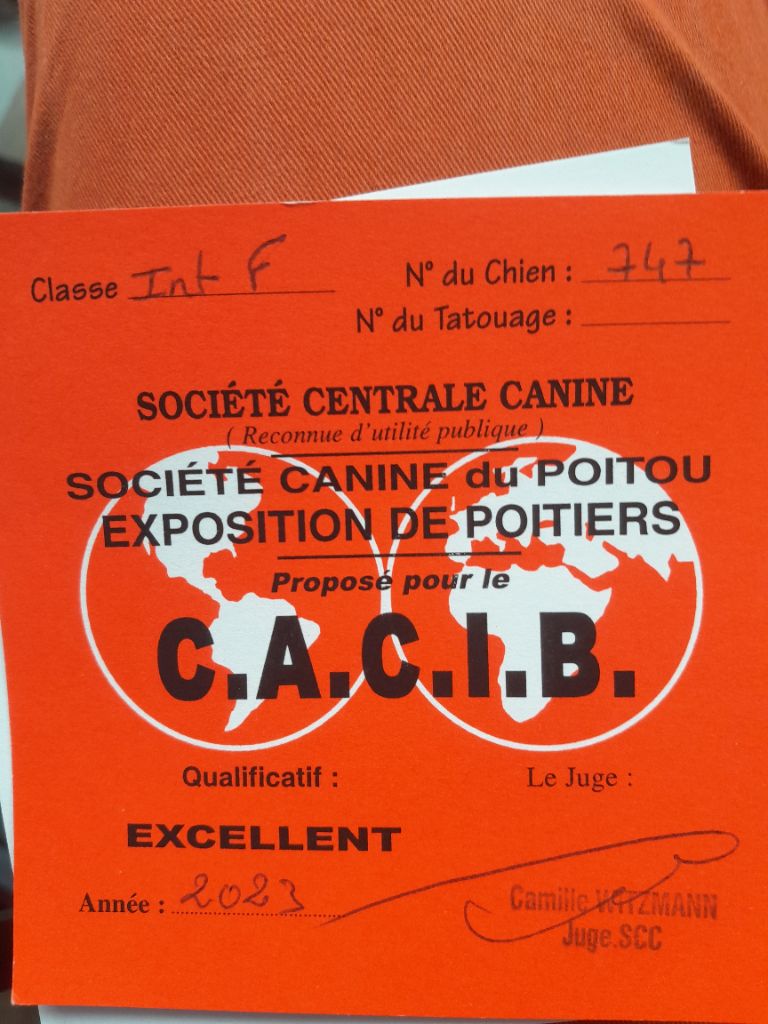 Classe Int F
N° du Chien : 747
N° du Tatouage :
SOCIÉTÉ CENTRALE CANINE
( Reconnue d'utilité publique )
SOCIÉTÉ CANINE du POITOU
EXPOSITION DE POITIERS
Proposé pour le
C.A.C.I.B.
Qualificatif :
Le Juge :
EXCELLENT
Année : 2023
Camille WITZMANN
Juge.SCC